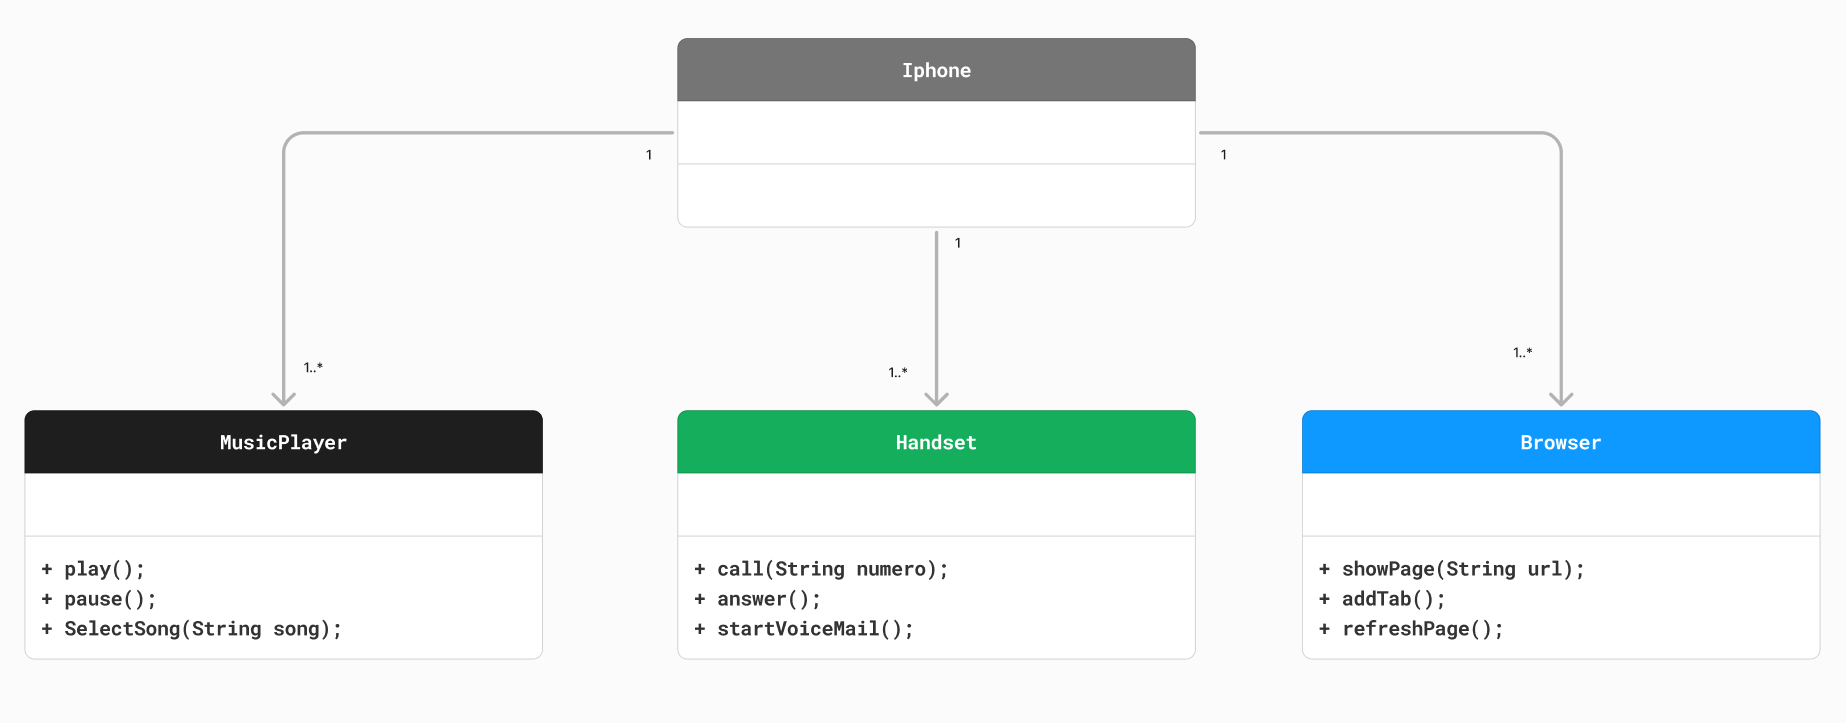 Iphone
1
1
1
1..*
1..*
1..*
MusicPlayer
+ play();
+ pause();
+ SelectSong(String song);
Handset
+ call(String numero);
+ answer();
+ startVoiceMail();
Browser
+ showPage(String url);
+ addTab();
+ refreshPage();